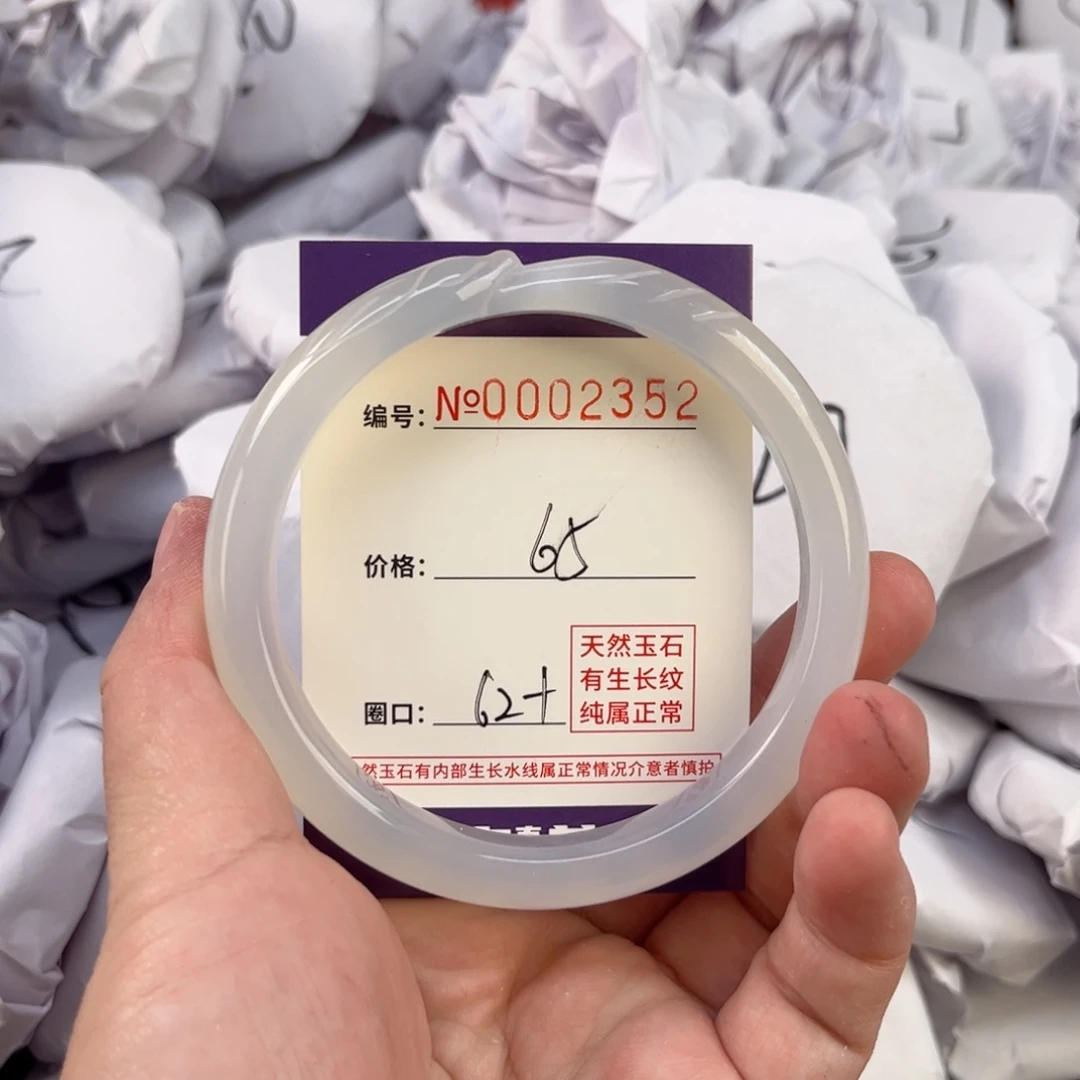 编号: №0002352
价格: 65
圈口: 62+
天然玉石
有生长纹
纯属正常
然玉石有内部生长水线属正常情况介意者慎拍